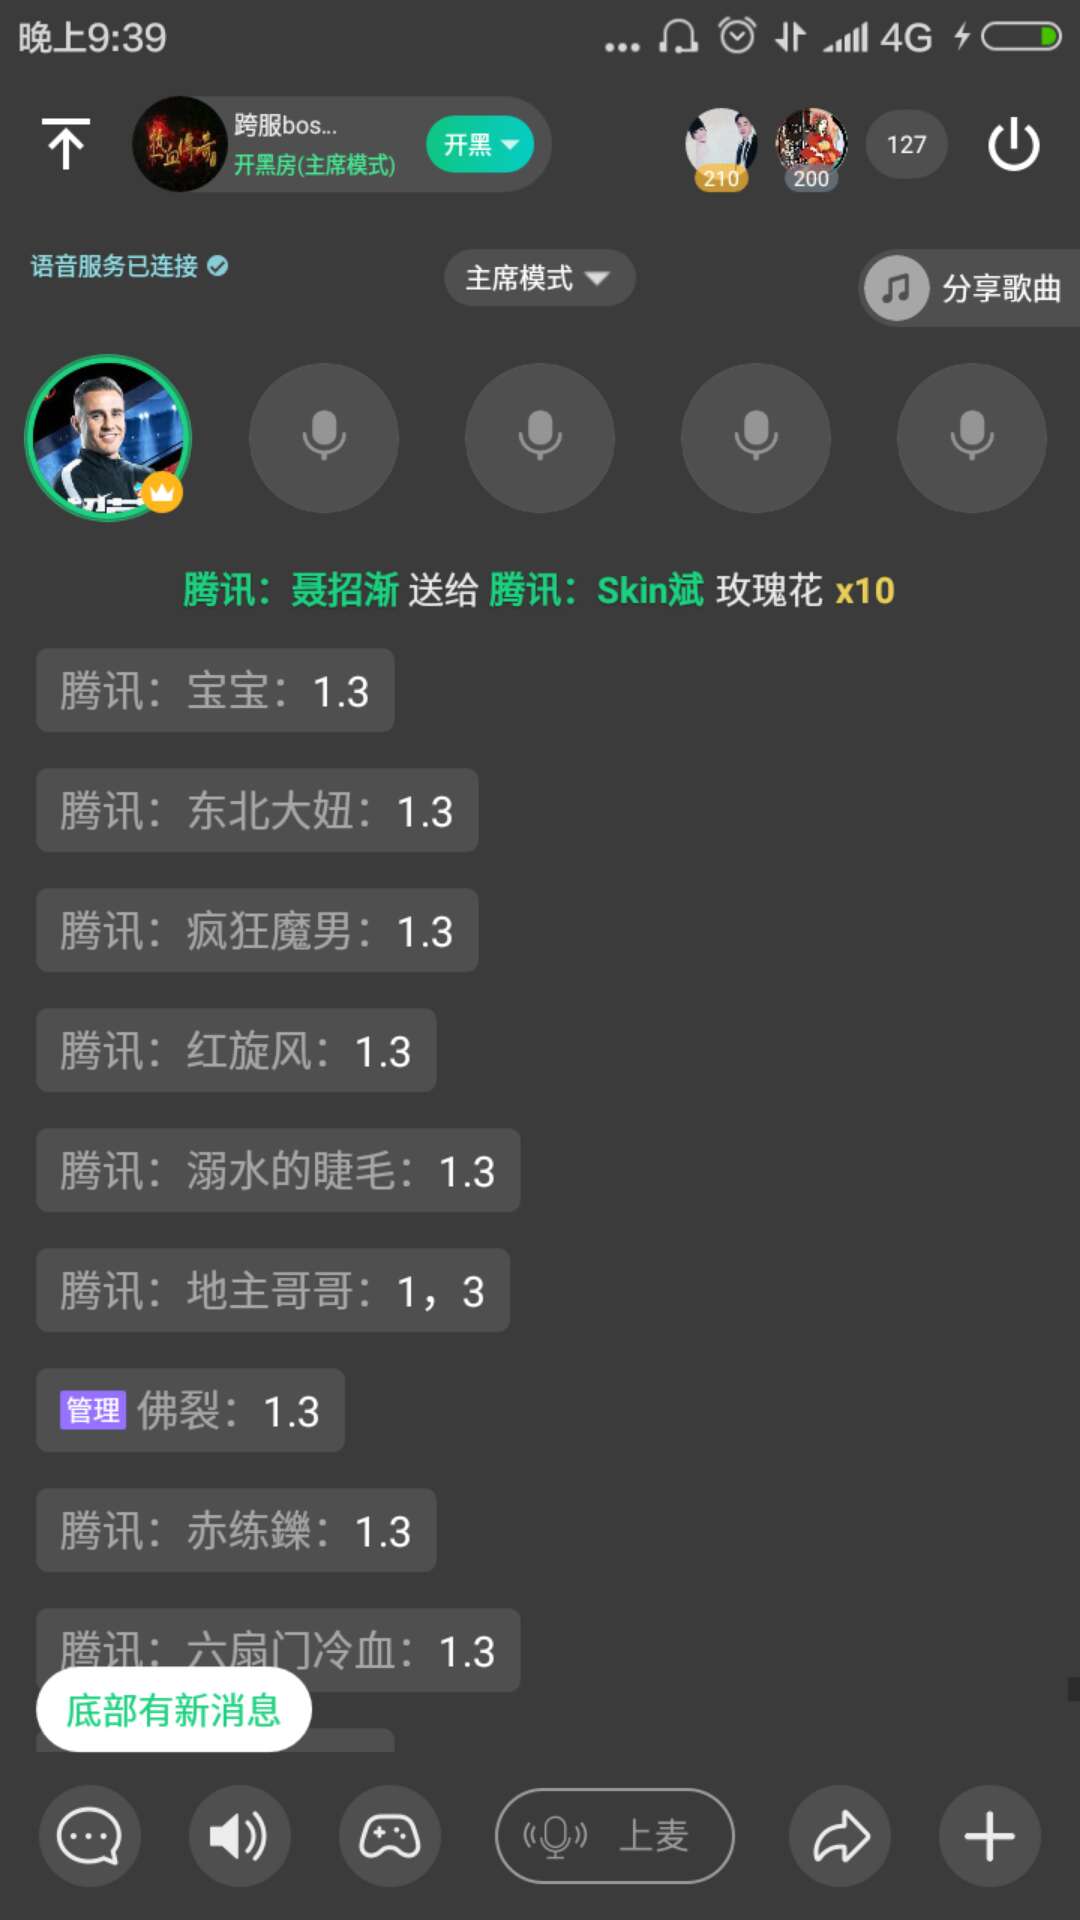 晚上9:39
4G
跨服bos...
开黑房(主席模式)
开黑
210
200
127
语音服务已连接
主席模式
分享歌曲
腾讯：聂招渐 送给 腾讯：Skin斌 玫瑰花 x10
腾讯：宝宝：1.3
腾讯：东北大妞：1.3
腾讯：疯狂魔男：1.3
腾讯：红旋风：1.3
腾讯：溺水的睫毛：1.3
腾讯：地主哥哥：1，3
管理 佛裂：1.3
腾讯：赤练鑠：1.3
腾讯：六扇门冷血：1.3
底部有新消息
上麦